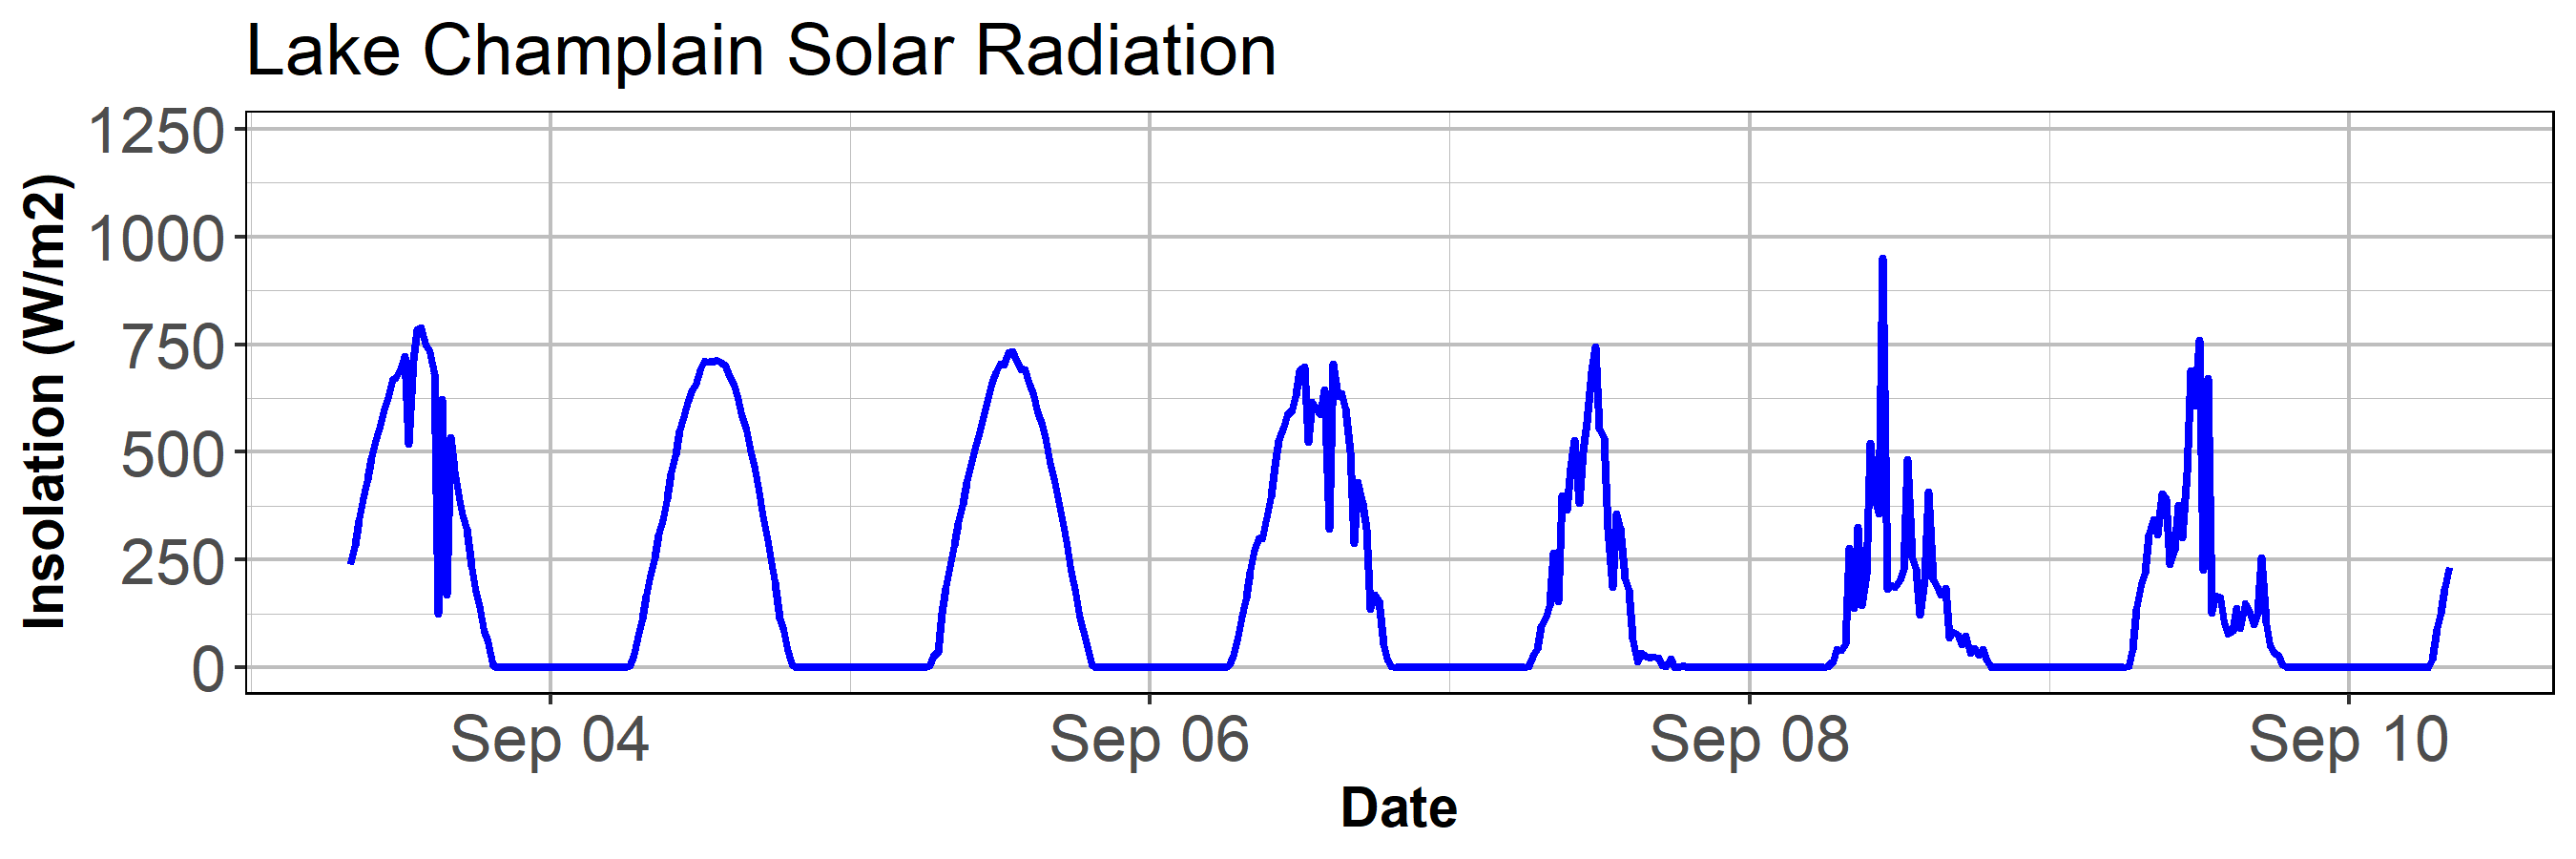 Lake Champlain Solar Radiation
1250
1000
750
500
250
0
Insolation (W/m2)
Sep 04 Sep 06 Sep 08 Sep 10
Date